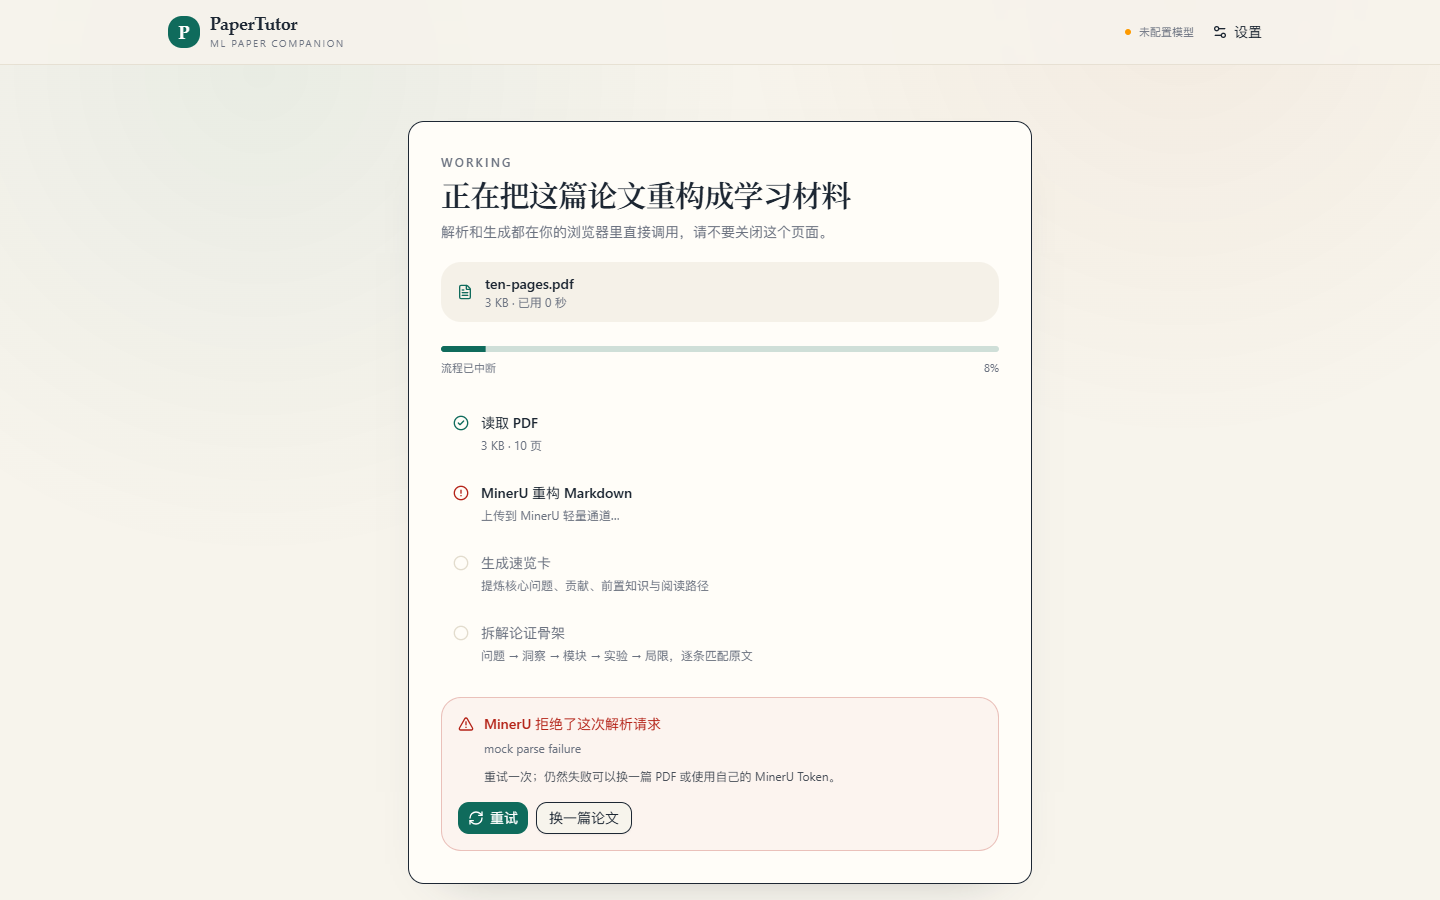 P
PaperTutor
ML PAPER COMPANION
未配置模型
设置
WORKING
正在把这篇论文重构成学习材料
解析和生成都在你的浏览器里直接调用，请不要关闭这个页面。
ten-pages.pdf
3 KB · 已用 0 秒
流程已中断
8%
读取 PDF
3 KB · 10 页
MinerU 重构 Markdown
上传到 MinerU 轻量通道...
生成速览卡
提炼核心问题、贡献、前置知识与阅读路径
拆解论证骨架
问题 → 洞察 → 模块 → 实验 → 局限，逐条匹配原文
MinerU 拒绝了这次解析请求
mock parse failure
重试一次；仍然失败可以换一篇 PDF 或使用自己的 MinerU Token。
重试
换一篇论文